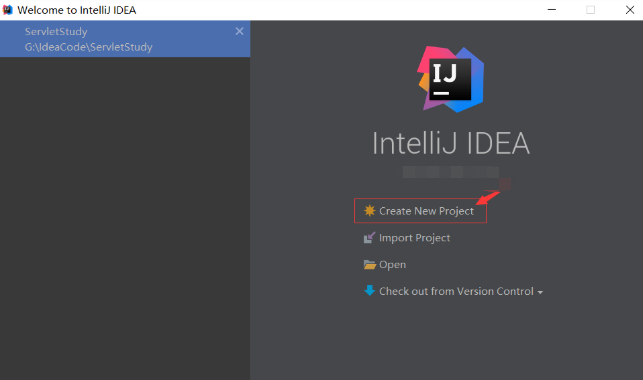 Welcome to IntelliJ IDEA
ServletStudy
G:\IdeaCode\ServletStudy
IJ
IntelliJ IDEA
Create New Project
Import Project
Open
Check out from Version Control